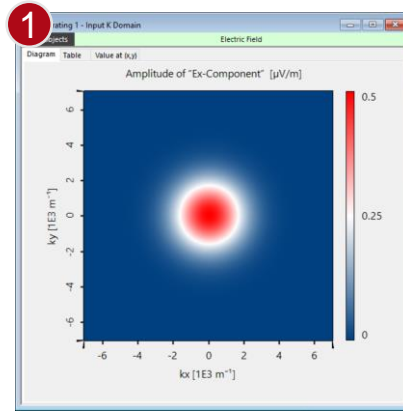 1
rating 1 - Input K Domain
jects
Electric Field
Diagram Table Value at (x,y)
Amplitude of "Ex-Component" [µV/m]
6
4
2
0
-2
-4
-6
ky [1E3 m⁻¹]
-6 -4 -2 0 2 4 6
kx [1E3 m⁻¹]
0.5
0.25
0